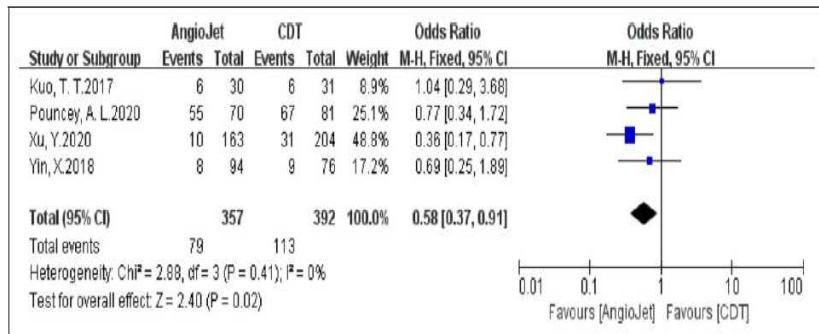 AngioJet CDT Odds Ratio Odds Ratio
Study or Subgroup Events Total Events Total Weight M-H, Fixed, 95% CI M-H, Fixed, 95% CI
Kuo, T. T.2017 6 30 6 31 8.9% 1.04 [0.29, 3.68]
Pouncey, A. L.2020 55 70 67 81 25.1% 0.77 [0.34, 1.72]
Xu, Y.2020 10 163 31 204 48.8% 0.36 [0.17, 0.77]
Yin, X.2018 8 94 9 76 17.2% 0.69 [0.25, 1.89]
Total (95% CI) 357 392 100.0% 0.58 [0.37, 0.91]
Total events 79 113
Heterogeneity: Chi² = 2.88, df = 3 (P = 0.41); I² = 0%
Test for overall effect: Z = 2.40 (P = 0.02)
0.01 0.1 1 10 100
Favours [AngioJet] Favours [CDT]